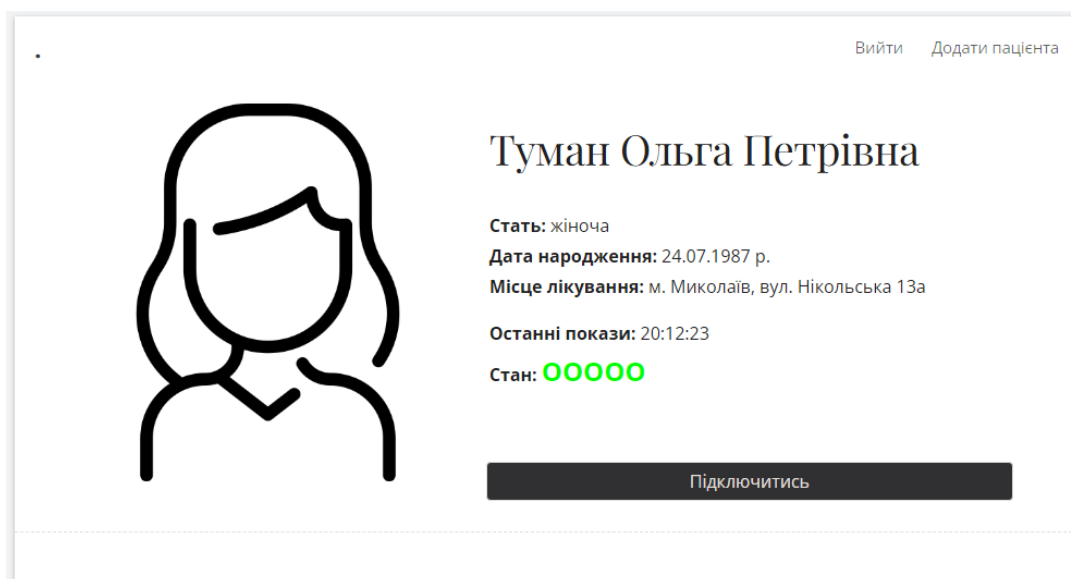 .
Вийти Додати пацієнта
Туман Ольга Петрівна
Стать: жіноча
Дата народження: 24.07.1987 р.
Місце лікування: м. Миколаїв, вул. Нікольська 13а
Останні покази: 20:12:23
Стан: OOOOO
Підключитись